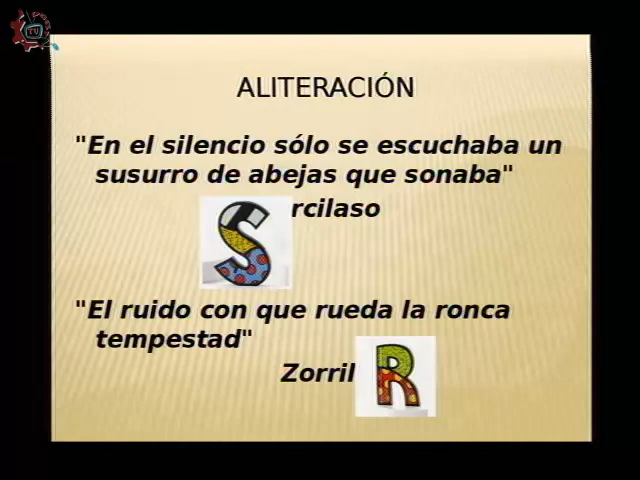 TV
ALITERACIÓN
"En el silencio sólo se escuchaba un
susurro de abejas que sonaba"
rcilaso
S
"El ruido con que rueda la ronca
tempestad"
Zorril
R